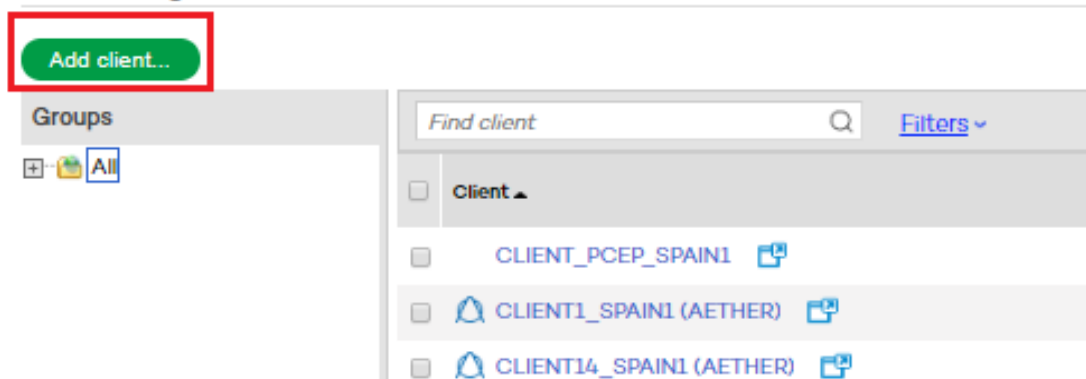 Add client...
Groups
All
Find client
Filters
Client
CLIENT_PCEP_SPAIN1
CLIENT1_SPAIN1 (AETHER)
CLIENT14_SPAIN1 (AETHER)